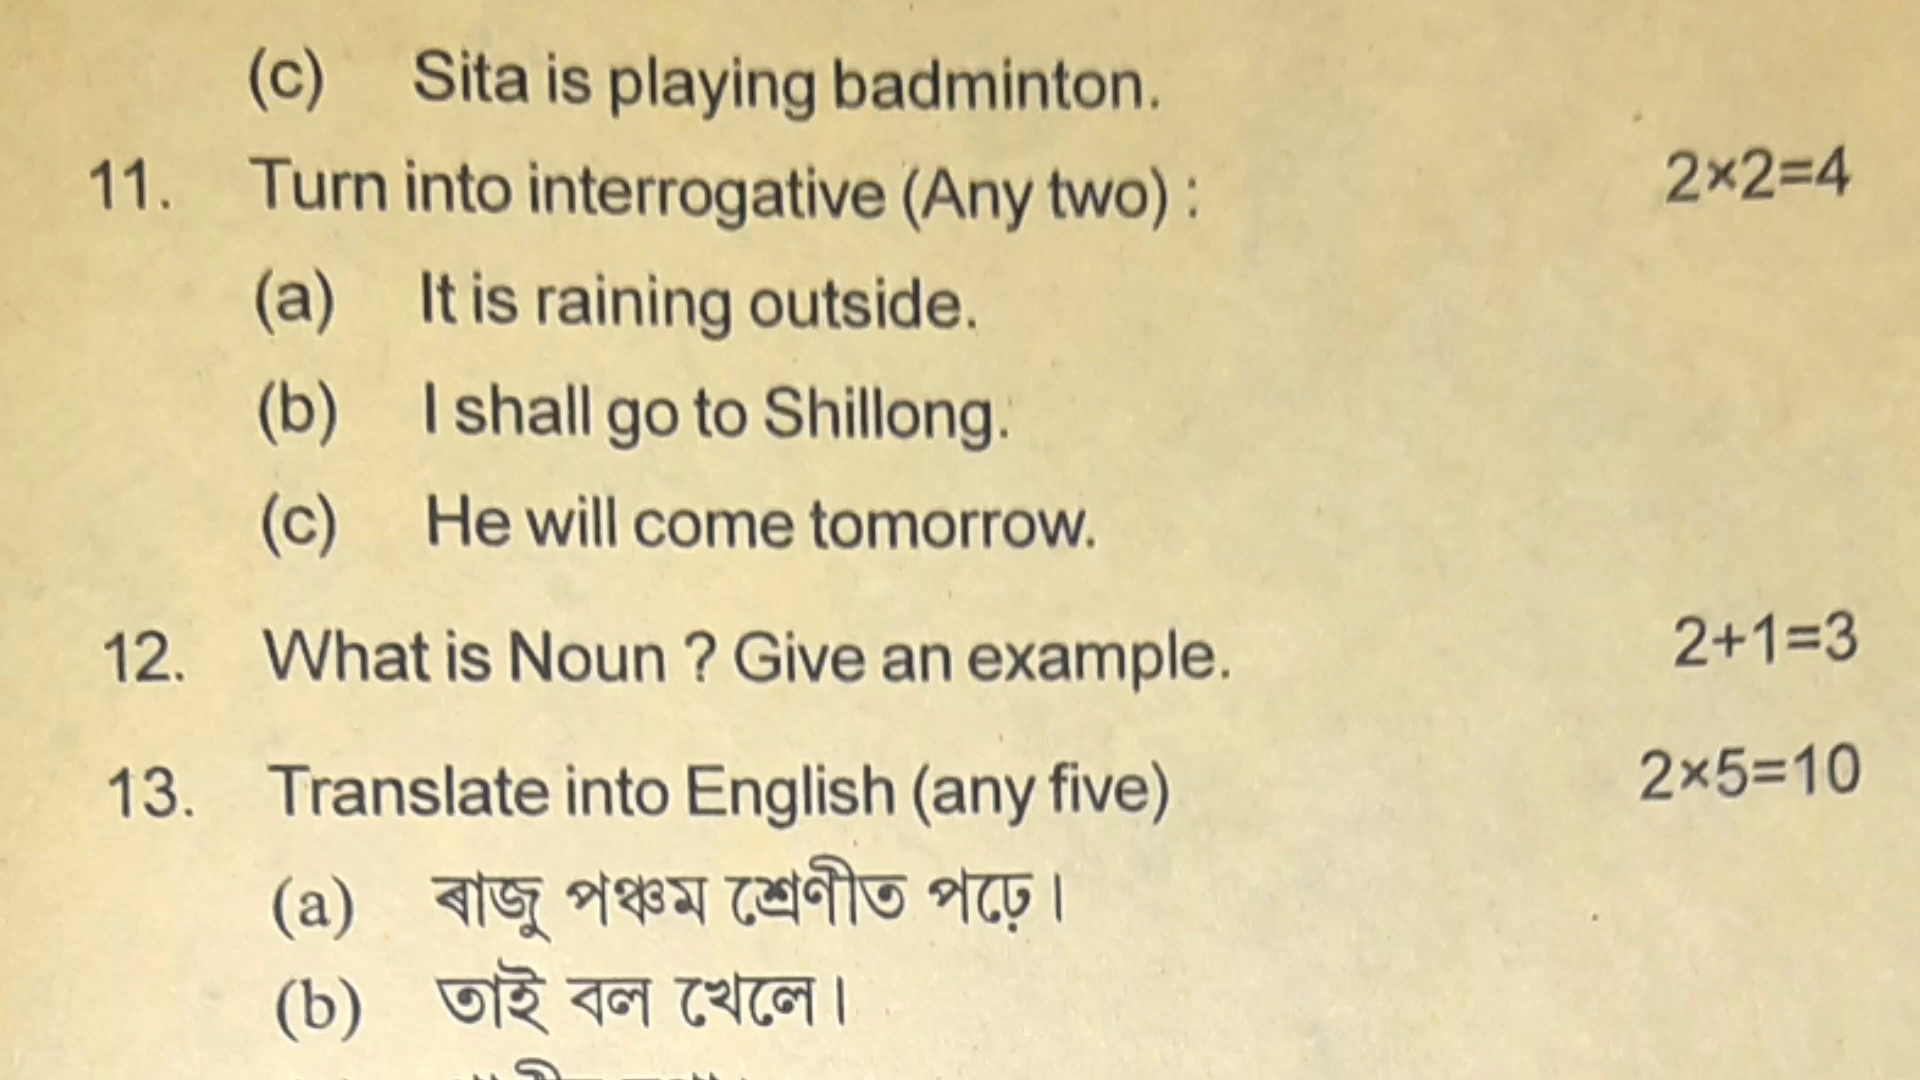 (c) Sita is playing badminton.
11. Turn into interrogative (Any two) : 2×2=4
(a) It is raining outside.
(b) I shall go to Shillong.
(c) He will come tomorrow.
12. What is Noun ? Give an example. 2+1=3
13. Translate into English (any five) 2×5=10
(a) ৰাজু পঞ্চম শ্ৰেণীত পঢ়ে।
(b) তাই বল খেলে।